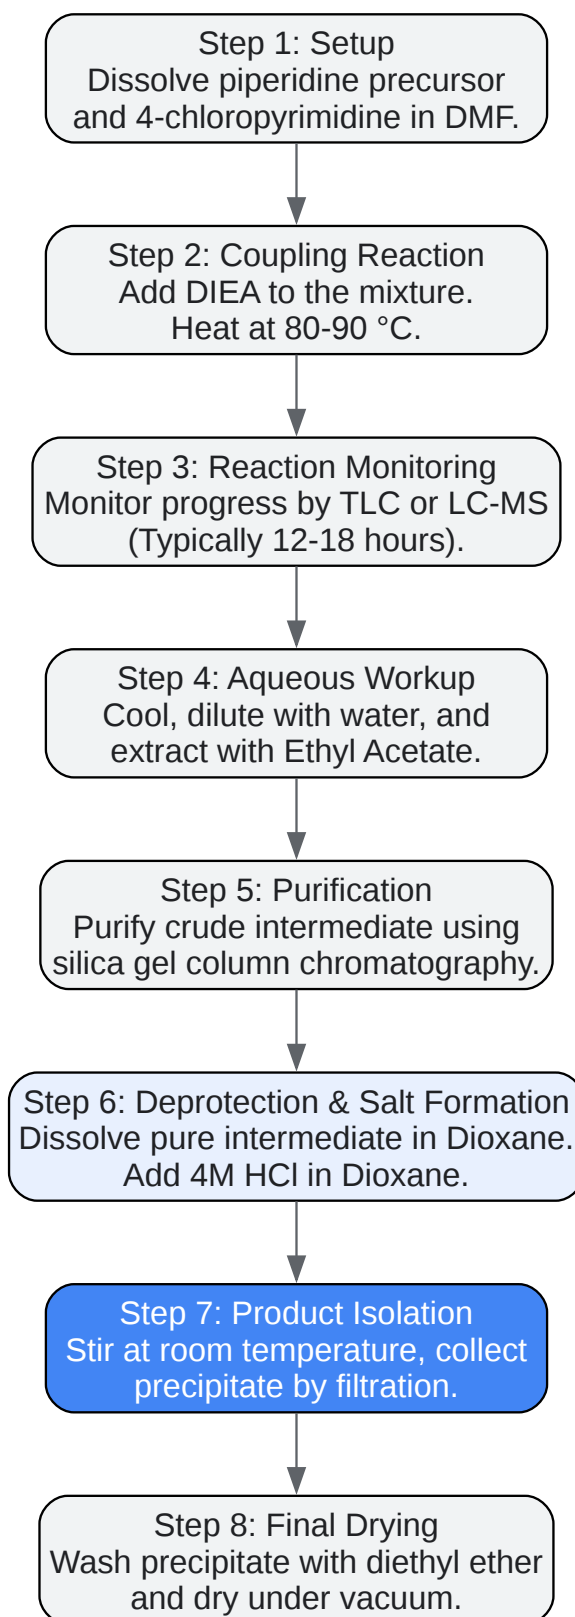 Step 1: Setup
Dissolve piperidine precursor
and 4-chloropyrimidine in DMF.
Step 2: Coupling Reaction
Add DIEA to the mixture.
Heat at 80-90 °C.
Step 3: Reaction Monitoring
Monitor progress by TLC or LC-MS
(Typically 12-18 hours).
Step 4: Aqueous Workup
Cool, dilute with water, and
extract with Ethyl Acetate.
Step 5: Purification
Purify crude intermediate using
silica gel column chromatography.
Step 6: Deprotection & Salt Formation
Dissolve pure intermediate in Dioxane.
Add 4M HCl in Dioxane.
Step 7: Product Isolation
Stir at room temperature, collect
precipitate by filtration.
Step 8: Final Drying
Wash precipitate with diethyl ether
and dry under vacuum.